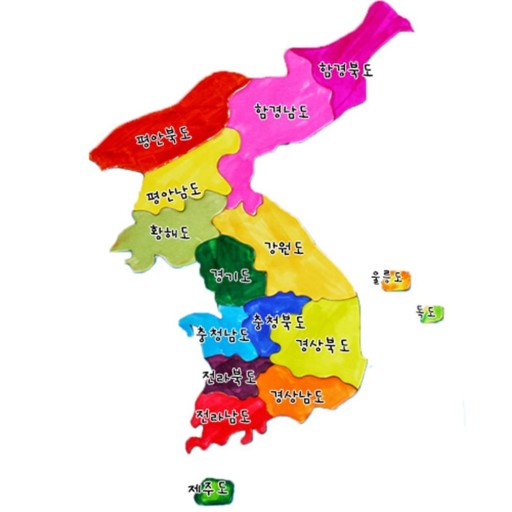 함경북도
함경남도
평안북도
평안남도
황해도
강원도
경기도
울릉도
독도
충청북도
충청남도
경상북도
전라북도
경상남도
전라남도
제주도